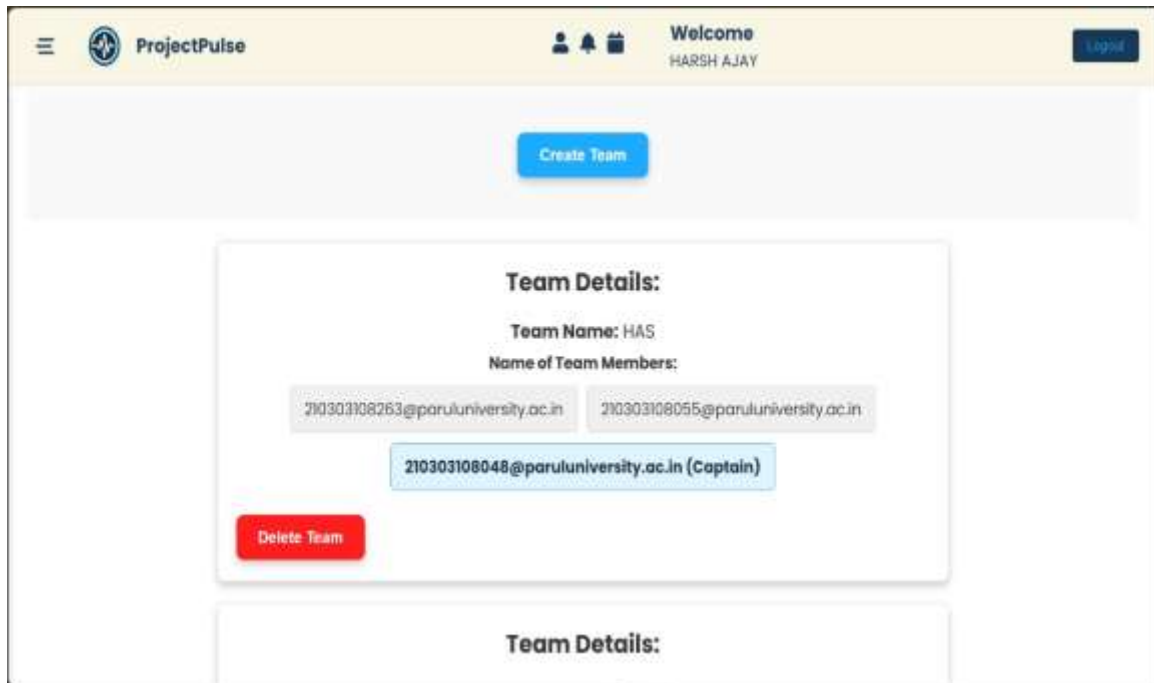 ProjectPulse
Welcome
HARSH AJAY
Logout
Create Team
Team Details:
Team Name: HAS
Name of Team Members:
210303108263@paruluniversity.ac.in 210303108055@paruluniversity.ac.in
210303108048@paruluniversity.ac.in (Captain)
Delete Team
Team Details: